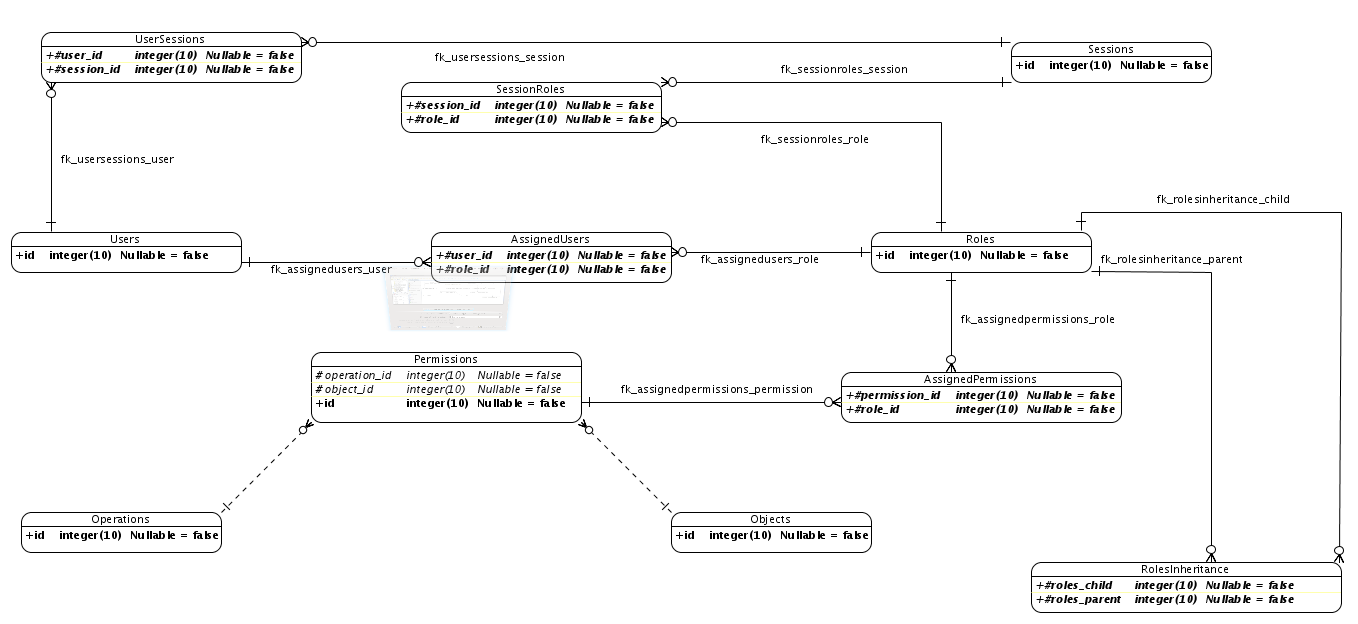 UserSessions
+#user_id integer(10) Nullable = false
+#session_id integer(10) Nullable = false
fk_usersessions_session
Sessions
+id integer(10) Nullable = false
fk_sessionroles_session
SessionRoles
+#session_id integer(10) Nullable = false
+#role_id integer(10) Nullable = false
fk_sessionroles_role
fk_usersessions_user
fk_rolesinheritance_child
Users
+id integer(10) Nullable = false
fk_assignedusers_user
AssignedUsers
+#user_id integer(10) Nullable = false
+#role_id integer(10) Nullable = false
fk_assignedusers_role
Roles
+id integer(10) Nullable = false
fk_rolesinheritance_parent
fk_assignedpermissions_role
Permissions
#operation_id integer(10) Nullable = false
#object_id integer(10) Nullable = false
+id integer(10) Nullable = false
fk_assignedpermissions_permission
AssignedPermissions
+#permission_id integer(10) Nullable = false
+#role_id integer(10) Nullable = false
Operations
+id integer(10) Nullable = false
Objects
+id integer(10) Nullable = false
RolesInheritance
+#roles_child integer(10) Nullable = false
+#roles_parent integer(10) Nullable = false